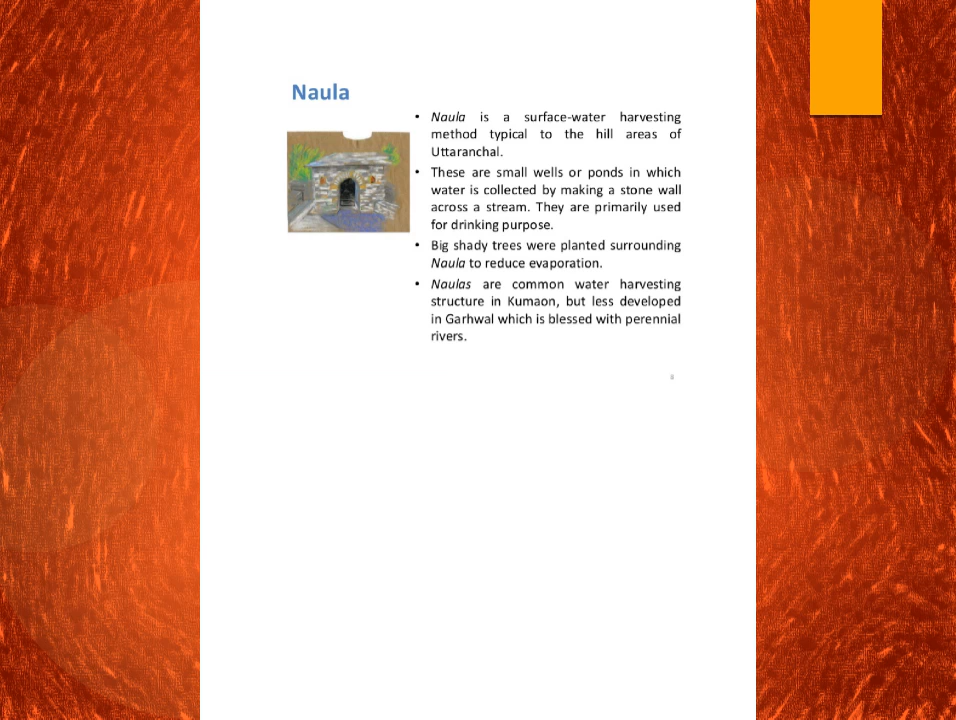 Naula
• Naula is a surface-water harvesting
method typical to the hill areas of
Uttaranchal.
• These are small wells or ponds in which
water is collected by making a stone wall
across a stream. They are primarily used
for drinking purpose.
• Big shady trees were planted surrounding
Naula to reduce evaporation.
• Naulas are common water harvesting
structure in Kumaon, but less developed
in Garhwal which is blessed with perennial
rivers.